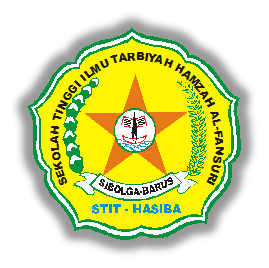 SEKOLAH TINGGI ILMU TARBIYAH HAMZAH AL-FANSURI
SIBOLGA-BARUS
STIT - HASIBA